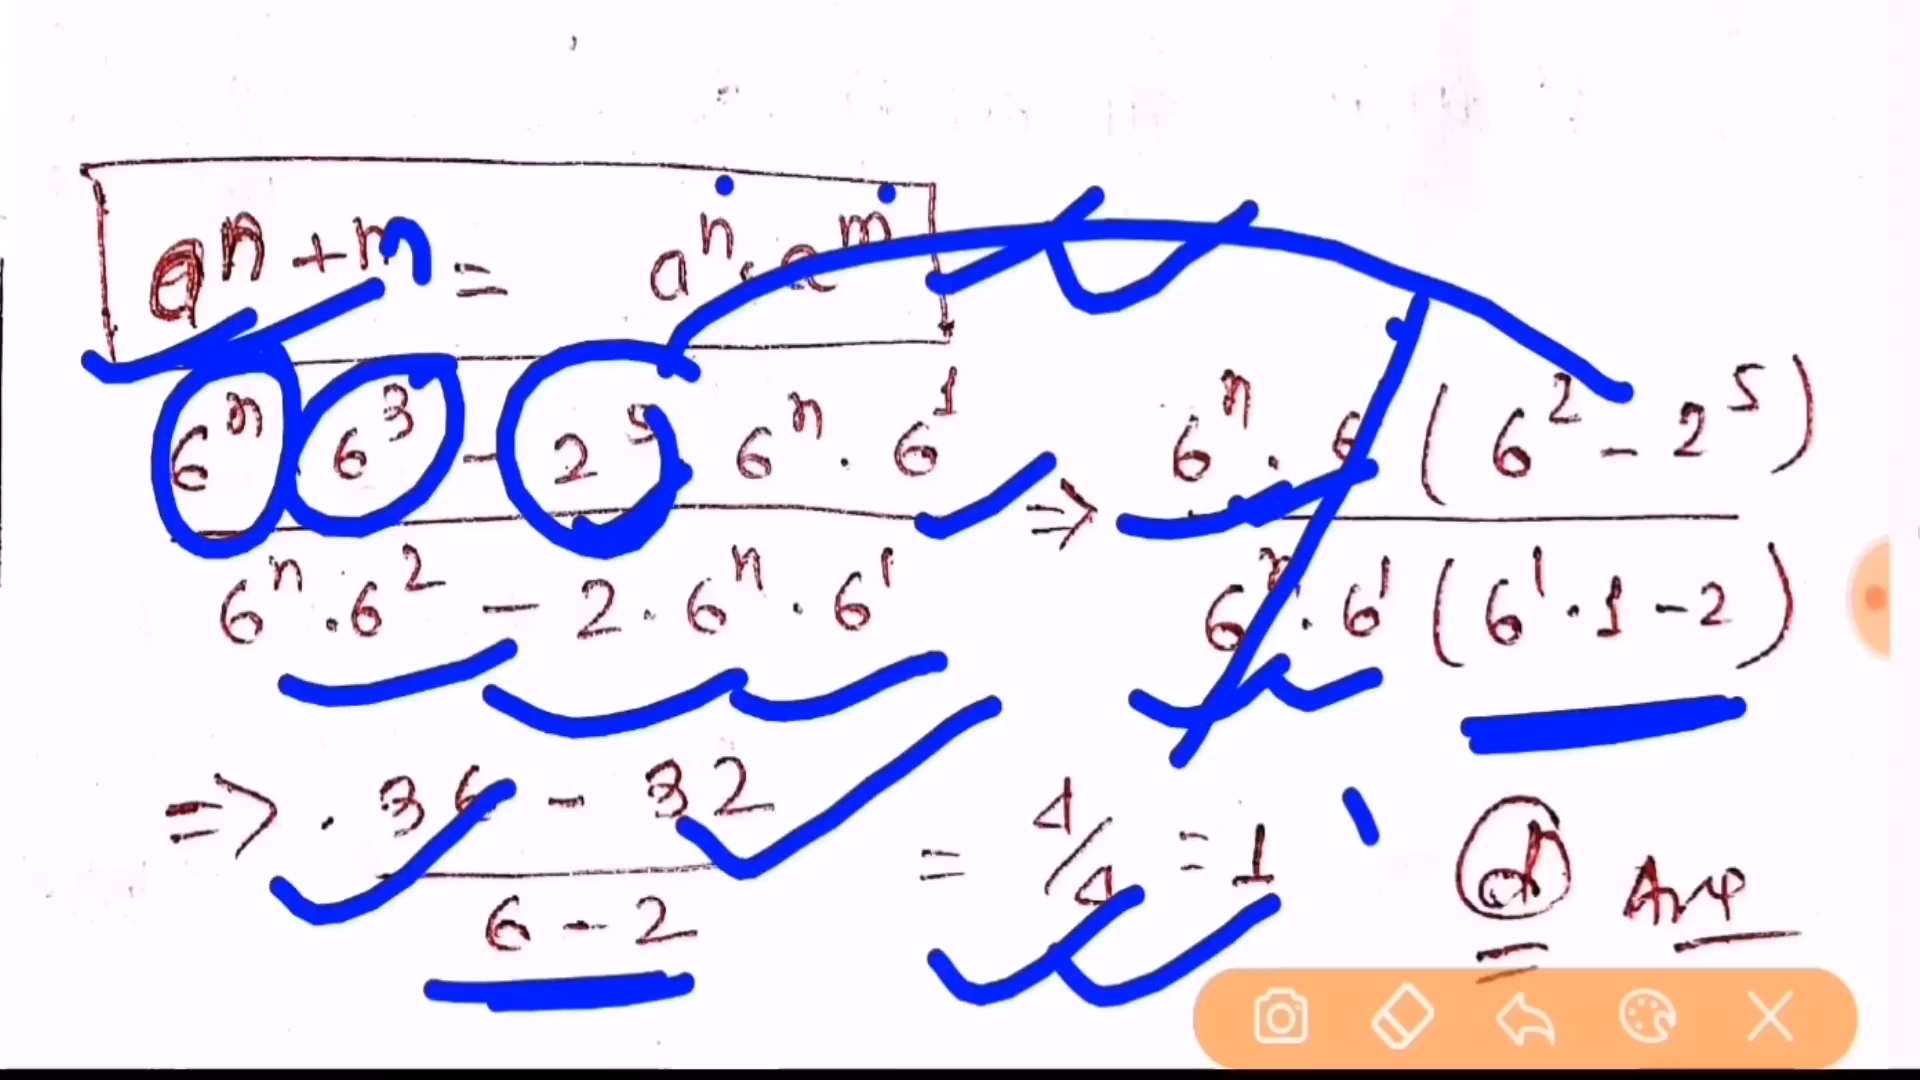 a^{n+m} = a^n . a^m
6^n 6^3 - 2^5 6^n . 6^1 / 6^n . 6^2 - 2 . 6^n . 6^1 => 6^n . 6 (6^2 - 2^5) / 6^n . 6^1 (6^1 . 1 - 2)
=> . 36 - 32 / 6 - 2 = 4/4 = 1 (d) Ans